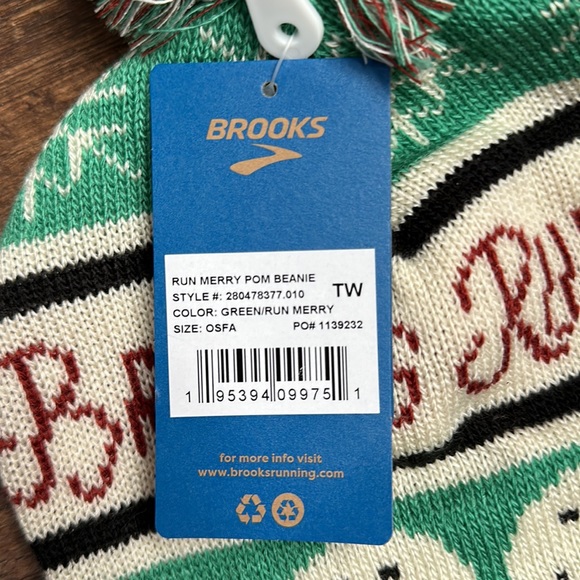 BROOKS
RUN MERRY POM BEANIE
TW
STYLE #: 280478377.010
COLOR: GREEN/RUN MERRY
SIZE: OSFA PO# 1139232
1 95394 09975 1
for more info visit
www.brooksrunning.com